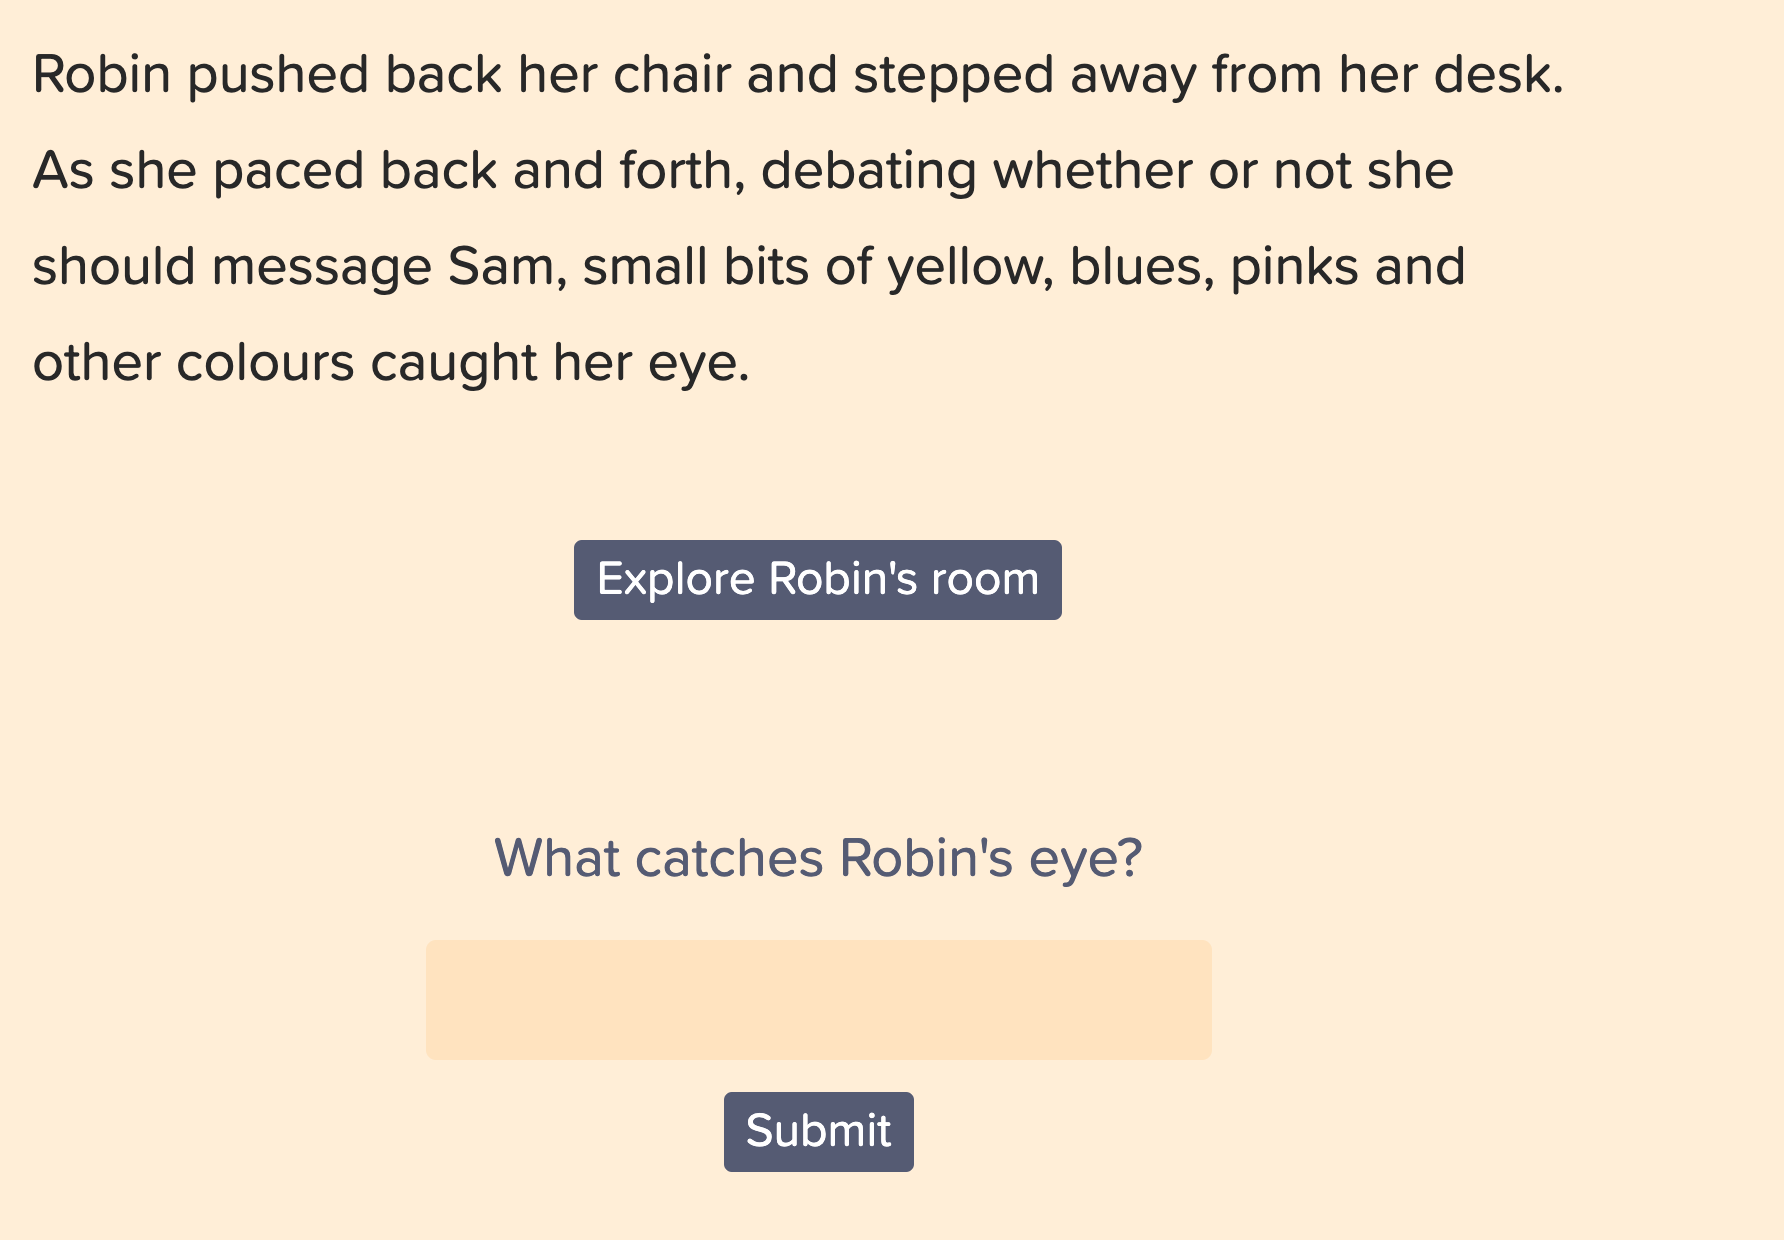 Robin pushed back her chair and stepped away from her desk.
As she paced back and forth, debating whether or not she
should message Sam, small bits of yellow, blues, pinks and
other colours caught her eye.
Explore Robin's room
What catches Robin's eye?
Submit